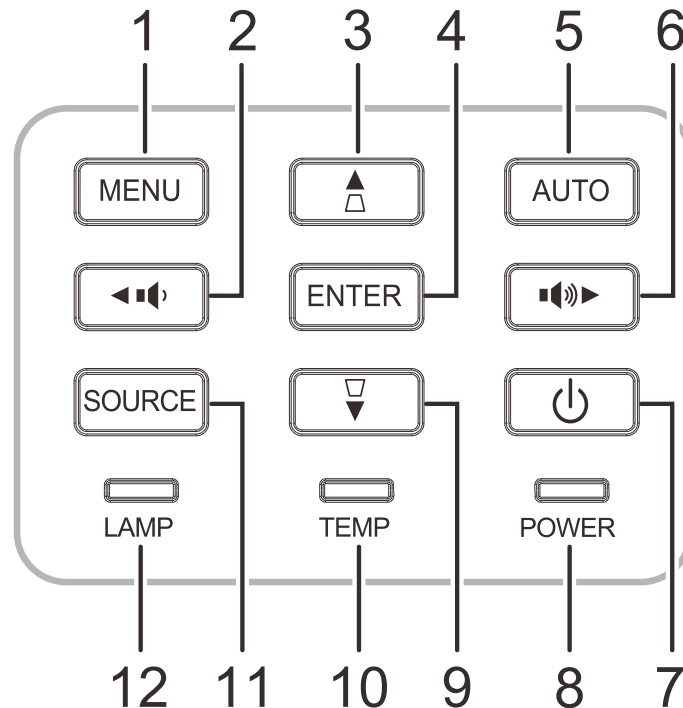 1 2 3 4 5 6
MENU AUTO
ENTER
SOURCE
LAMP TEMP POWER
12 11 10 9 8 7